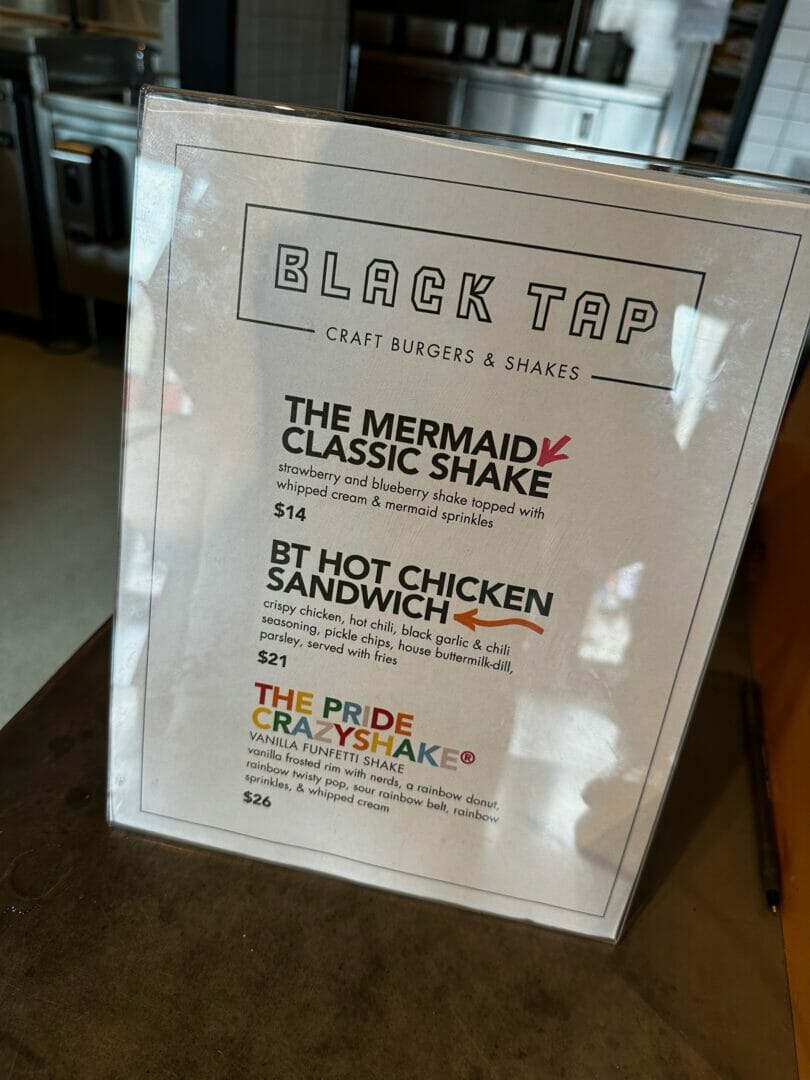 BLACK TAP
CRAFT BURGERS & SHAKES
THE MERMAID
CLASSIC SHAKE
strawberry and blueberry shake topped with
whipped cream & mermaid sprinkles
$14
BT HOT CHICKEN
SANDWICH
crispy chicken, hot chili, black garlic & chili
seasoning, pickle chips, house buttermilk-dill,
parsley, served with fries
$21
THE PRIDE
CRAZYSHAKE®
VANILLA FUNFETTI SHAKE
vanilla frosted rim with nerds, a rainbow donut,
rainbow twisty pop, sour rainbow belt, rainbow
sprinkles, & whipped cream
$26